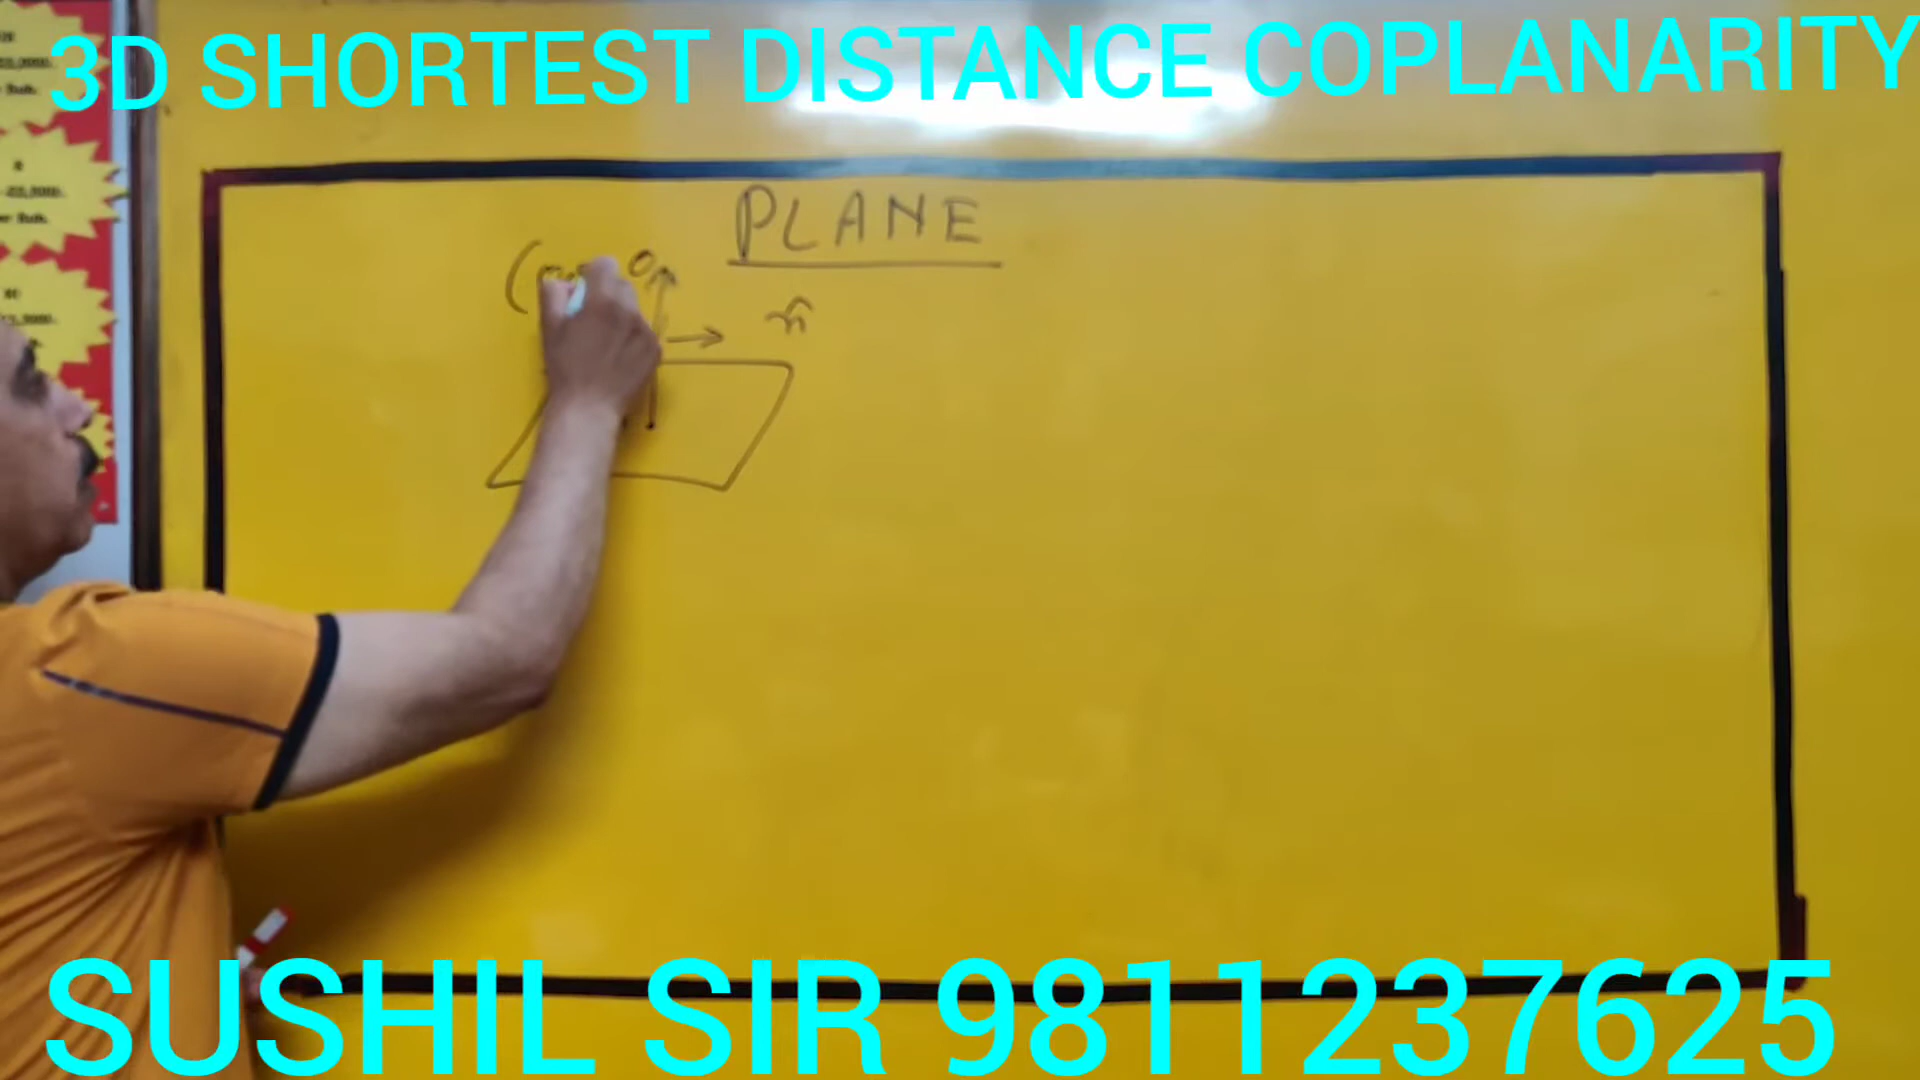 3D SHORTEST DISTANCE COPLANARITY
PLANE
n̂
SUSHIL SIR 9811237625